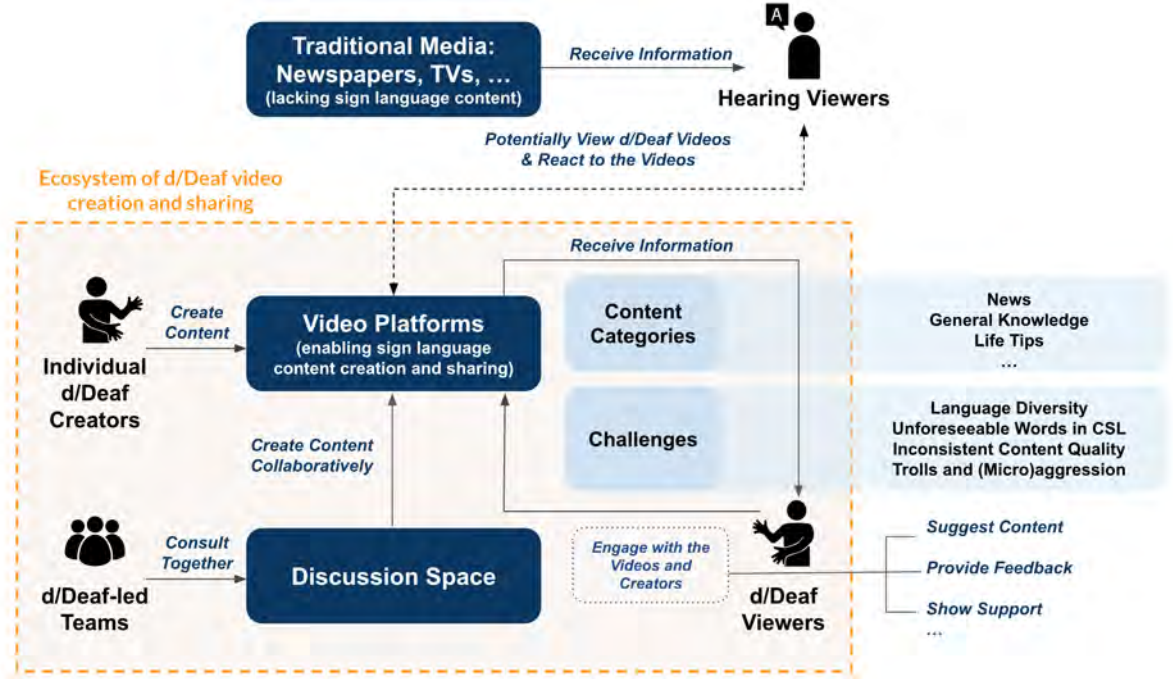 Traditional Media:
Newspapers, TVs, ...
(lacking sign language content)
Receive Information
A
Hearing Viewers
Potentially View d/Deaf Videos
& React to the Videos
Ecosystem of d/Deaf video
creation and sharing
Receive Information
Individual
d/Deaf
Creators
Create
Content
Video Platforms
(enabling sign language
content creation and sharing)
Content
Categories
News
General Knowledge
Life Tips
...
Challenges
Language Diversity
Unforeseeable Words in CSL
Inconsistent Content Quality
Trolls and (Micro)aggression
Create Content
Collaboratively
d/Deaf-led
Teams
Consult
Together
Discussion Space
Engage with the
Videos and
Creators
d/Deaf
Viewers
Suggest Content
Provide Feedback
Show Support
...